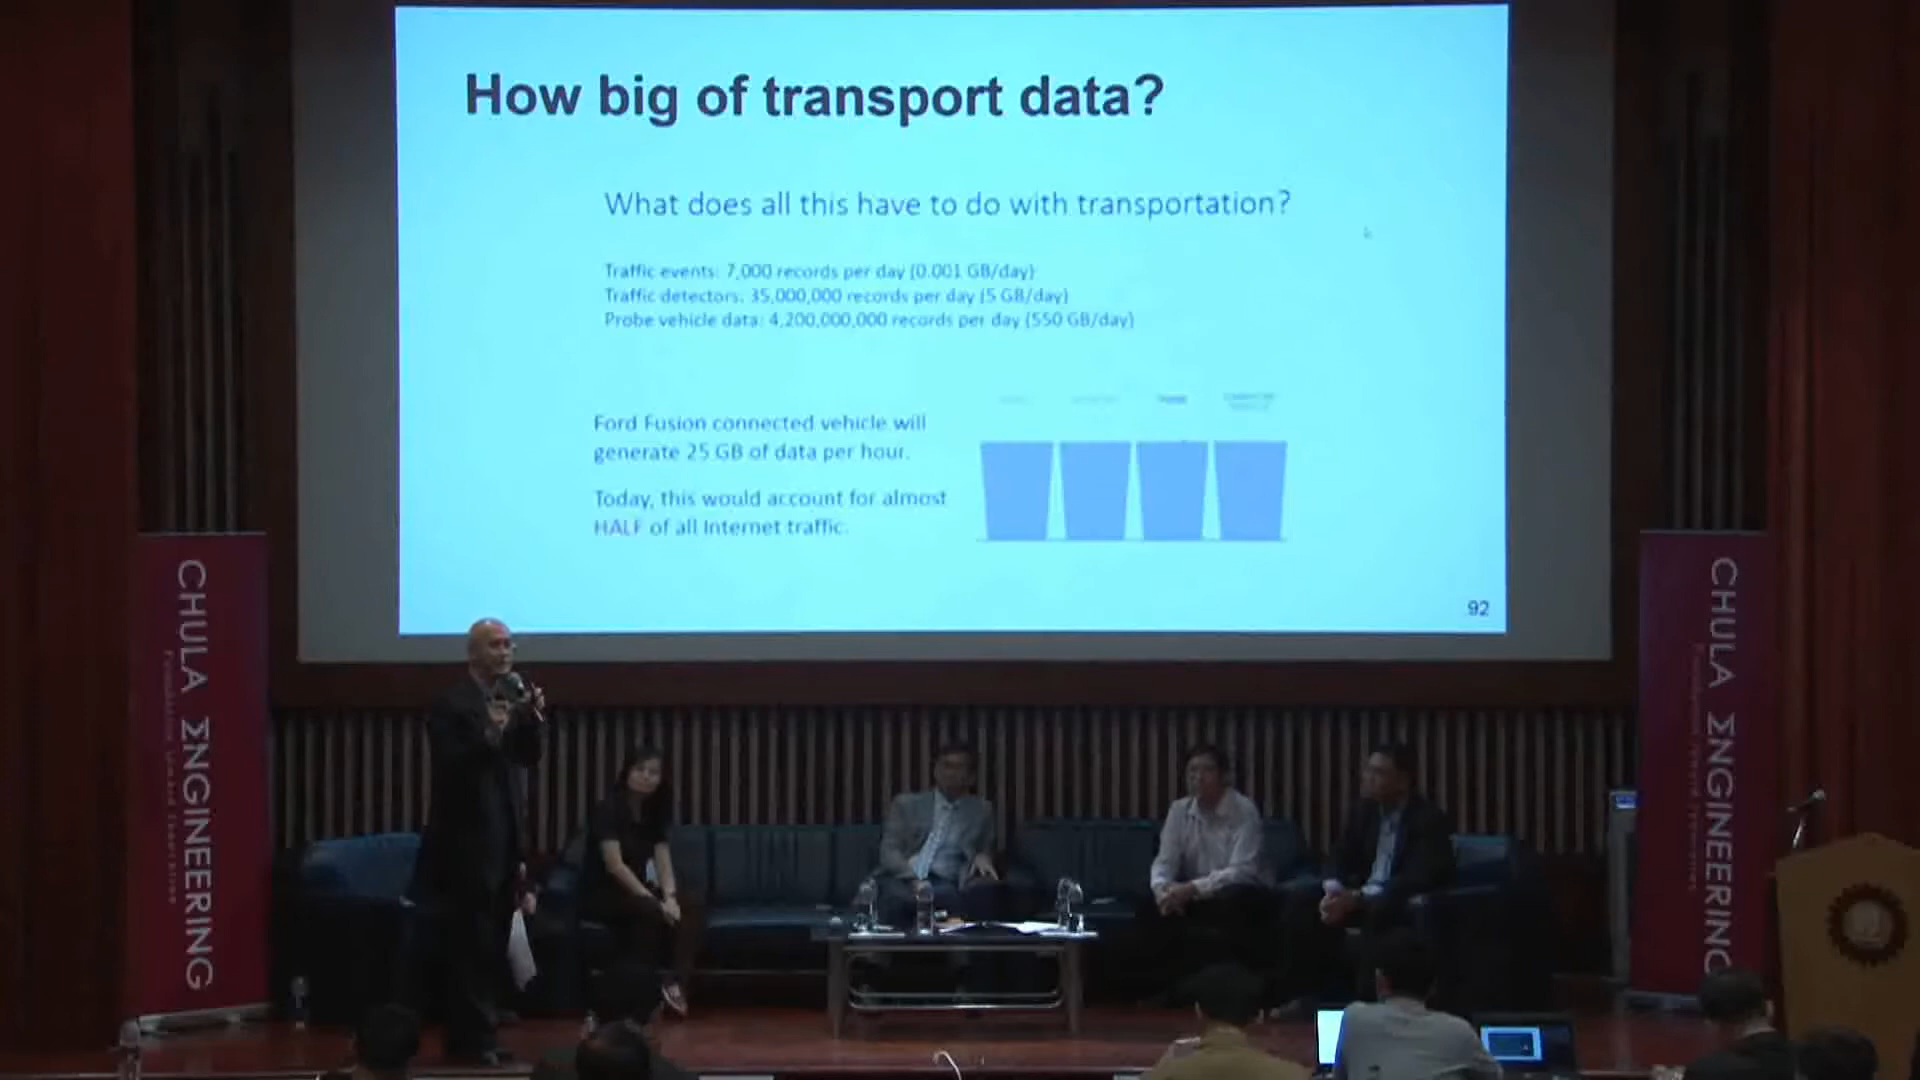 How big of transport data?
What does all this have to do with transportation?
Traffic events: 7,000 records per day (0.001 GB/day)
Traffic detectors: 35,000,000 records per day (5 GB/day)
Probe vehicle data: 4,200,000,000 records per day (550 GB/day)
Ford Fusion connected vehicle will
generate 25 GB of data per hour.
Today, this would account for almost
HALF of all Internet traffic.
92
CHULA ΣNGINEERING
CHULA ΣNGINEERING